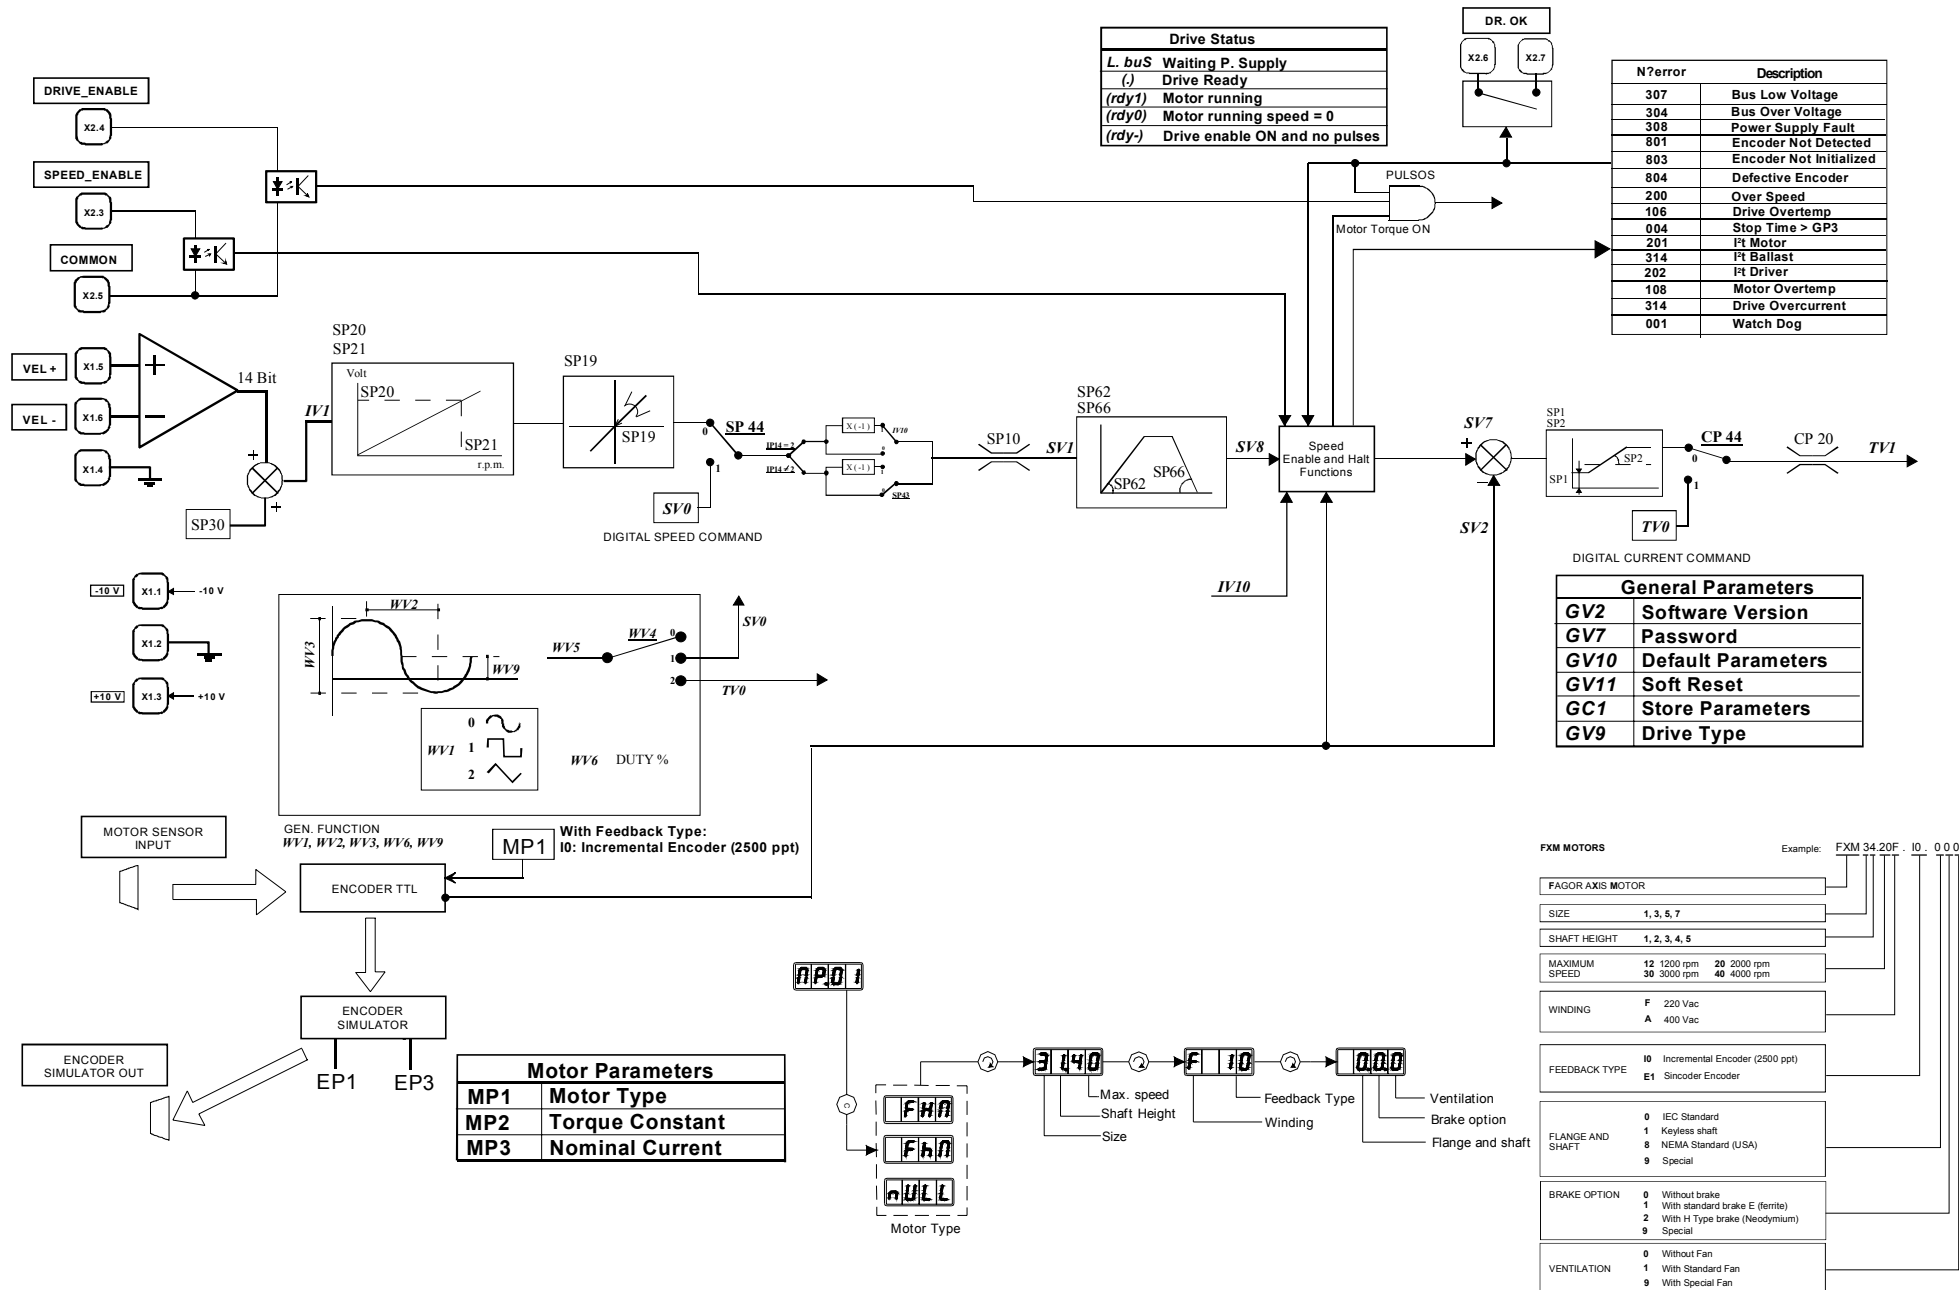 DRIVE_ENABLE
X2.4
SPEED_ENABLE
X2.3
COMMON
X2.5
Drive Status
L. buS Waiting P. Supply
(.) Drive Ready
(rdy1) Motor running
(rdy0) Motor running speed = 0
(rdy-) Drive enable ON and no pulses
DR. OK
X2.6 X2.7
PULSOS
Motor Torque ON
N?error Description
307 Bus Low Voltage
304 Bus Over Voltage
308 Power Supply Fault
801 Encoder Not Detected
803 Encoder Not Initialized
804 Defective Encoder
200 Over Speed
106 Drive Overtemp
004 Stop Time > GP3
201 I²t Motor
314 I²t Ballast
202 I²t Driver
108 Motor Overtemp
314 Drive Overcurrent
001 Watch Dog
VEL +
X1.5
VEL -
X1.6
X1.4
+
−
14 Bit
+
+
SP30
IV1
SP20
SP21
Volt
SP20
SP21
r.p.m.
SP19
SP19
0
SP 44
1
SV0
DIGITAL SPEED COMMAND
IP14 = 2
IP14 ≠ 2
X (-1)
1
IV10
0
X (-1)
1
0
SP43
SP10
SV1
SP62
SP66
SP62
SP66
SV8
Speed
Enable and Halt
Functions
IV10
SV7
+
−
SV2
SP1
SP2
SP1
SP2
CP 44
0
1
TV0
DIGITAL CURRENT COMMAND
CP 20
TV1
-10 V
X1.1
-10 V
X1.2
+10 V
X1.3
+10 V
WV2
WV3
WV9
WV5
WV4
0
1
2
SV0
TV0
WV1
0
1
2
WV6 DUTY %
GEN. FUNCTION
WV1, WV2, WV3, WV6, WV9
General Parameters
GV2 Software Version
GV7 Password
GV10 Default Parameters
GV11 Soft Reset
GC1 Store Parameters
GV9 Drive Type
MOTOR SENSOR
INPUT
MP1
With Feedback Type:
I0: Incremental Encoder (2500 ppt)
ENCODER TTL
ENCODER
SIMULATOR
EP1
EP3
ENCODER
SIMULATOR OUT
Motor Parameters
MP1 Motor Type
MP2 Torque Constant
MP3 Nominal Current
MP.01
C
FXM
FhM
nULL
Motor Type
31.40
Max. speed
Shaft Height
Size
F 10
Feedback Type
Winding
0.0.0
Ventilation
Brake option
Flange and shaft
FXM MOTORS
Example: FXM 34.20F . I0 . 0 0 0
FAGOR AXIS MOTOR
SIZE 1, 3, 5, 7
SHAFT HEIGHT 1, 2, 3, 4, 5
MAXIMUM
SPEED
12 1200 rpm 20 2000 rpm
30 3000 rpm 40 4000 rpm
WINDING
F 220 Vac
A 400 Vac
FEEDBACK TYPE
I0 Incremental Encoder (2500 ppt)
E1 Sincoder Encoder
FLANGE AND
SHAFT
0 IEC Standard
1 Keyless shaft
8 NEMA Standard (USA)
9 Special
BRAKE OPTION
0 Without brake
1 With standard brake E (ferrite)
2 With H Type brake (Neodymium)
9 Special
VENTILATION
0 Without Fan
1 With Standard Fan
9 With Special Fan